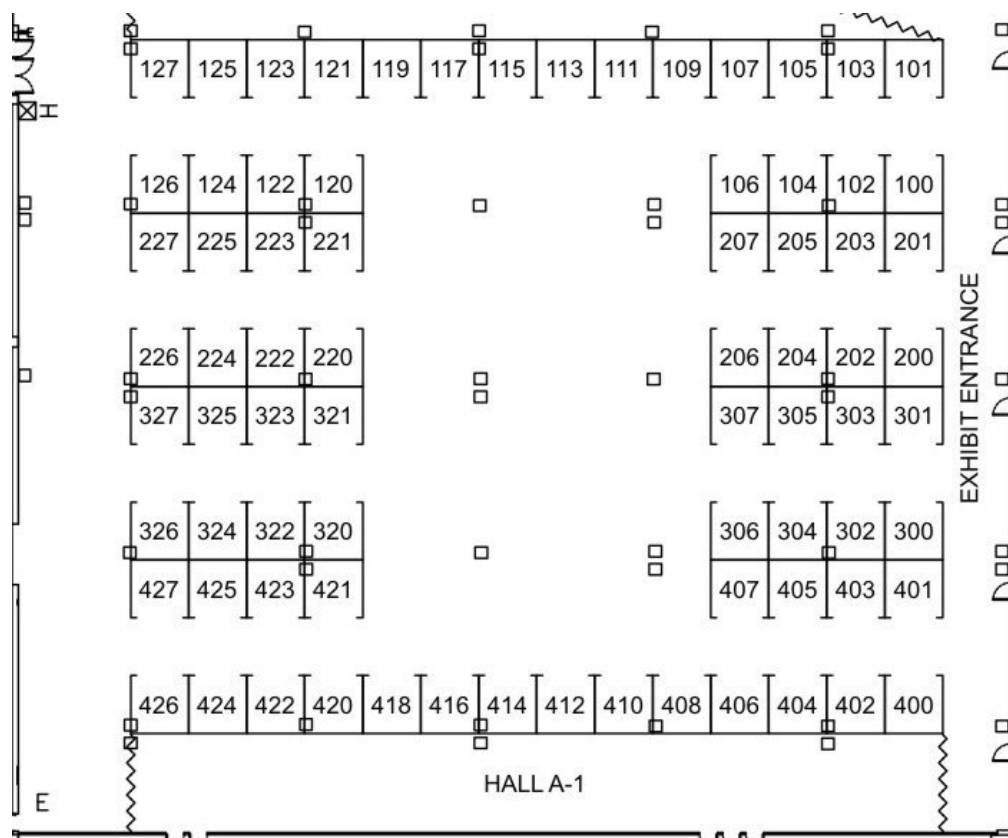 127 125 123 121 119 117 115 113 111 109 107 105 103 101
H
126 124 122 120 106 104 102 100
227 225 223 221 207 205 203 201
226 224 222 220 206 204 202 200
327 325 323 321 307 305 303 301
EXHIBIT ENTRANCE
326 324 322 320 306 304 302 300
427 425 423 421 407 405 403 401
426 424 422 420 418 416 414 412 410 408 406 404 402 400
HALL A-1
E